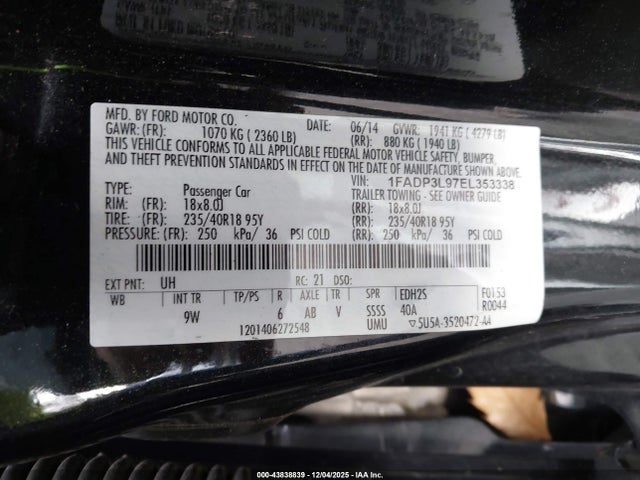 MFD. BY FORD MOTOR CO.
DATE: 06/14 GVWR: 1941 KG ( 4279 LB)
GAWR: (FR): 1070 KG ( 2360 LB) (RR): 880 KG ( 1940 LB)
THIS VEHICLE CONFORMS TO ALL APPLICABLE FEDERAL MOTOR VEHICLE SAFETY, BUMPER,
AND THEFT PREVENTION STANDARDS IN EFFECT ON THE DATE OF MANUFACTURE SHOWN ABOVE.
VIN: 1FADP3L97EL353338
TYPE: Passenger Car TRAILER TOWING - SEE OWNER GUIDE
RIM: (FR): 18x8.0J (RR): 18x8.0J
TIRE: (FR): 235/40R18 95Y (RR): 235/40R18 95Y
PRESSURE: (FR): 250 kPa/ 36 PSI COLD (RR): 250 kPa/ 36 PSI COLD
EXT PNT: UH RC: 21 DSO:
WB INT TR TP/PS R AXLE TR SPR EDH2S F0153
9W 6 AB V SSSS 40A R0044
1201406272548 UMU 5U5A-3520472-AA
000-43838839 - 12/04/2025 - IAA Inc.